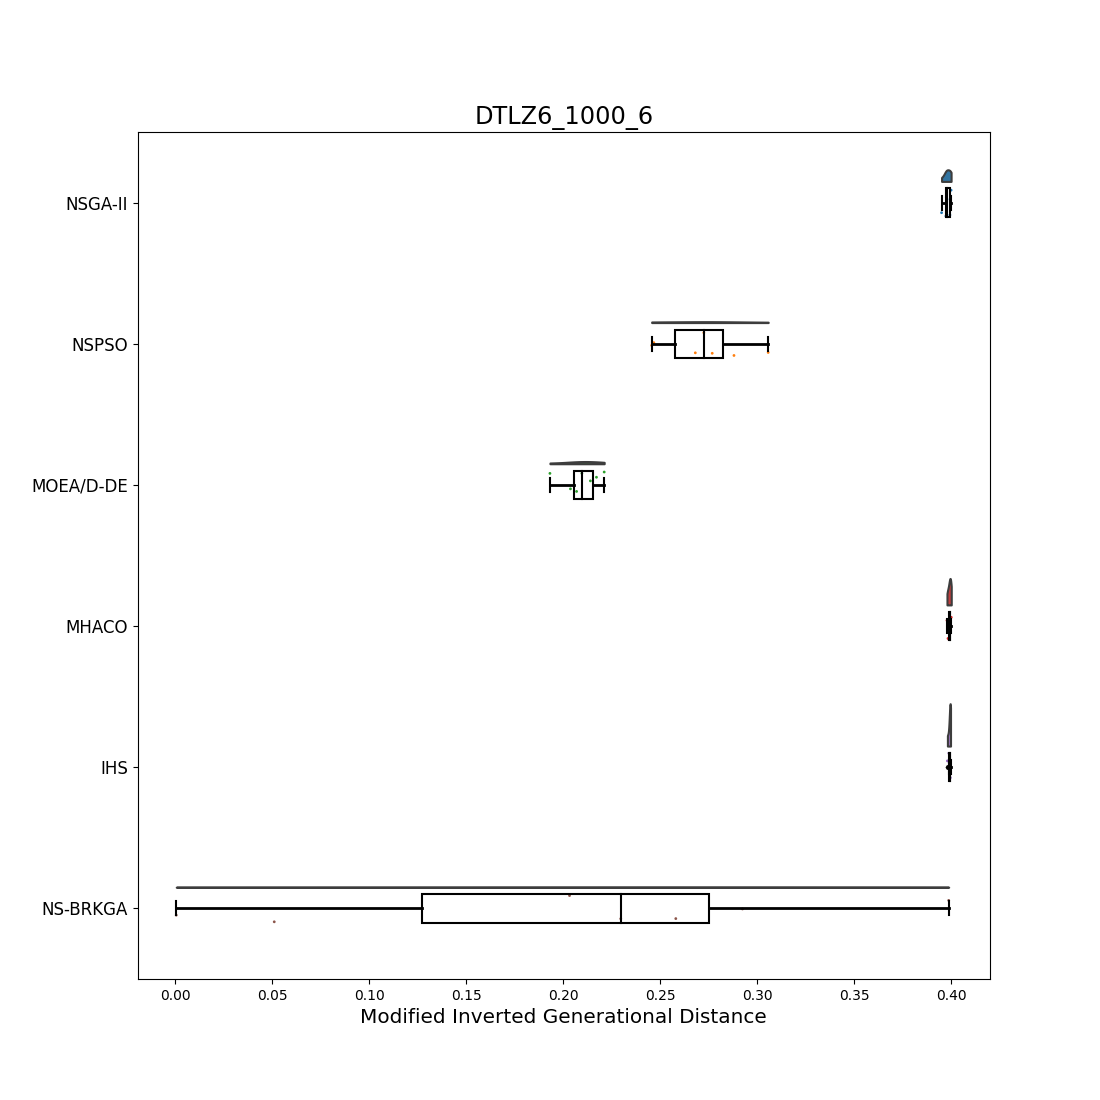 DTLZ6_1000_6
NSGA-II
NSPSO
MOEA/D-DE
MHACO
IHS
NS-BRKGA
0.00 0.05 0.10 0.15 0.20 0.25 0.30 0.35 0.40
Modified Inverted Generational Distance